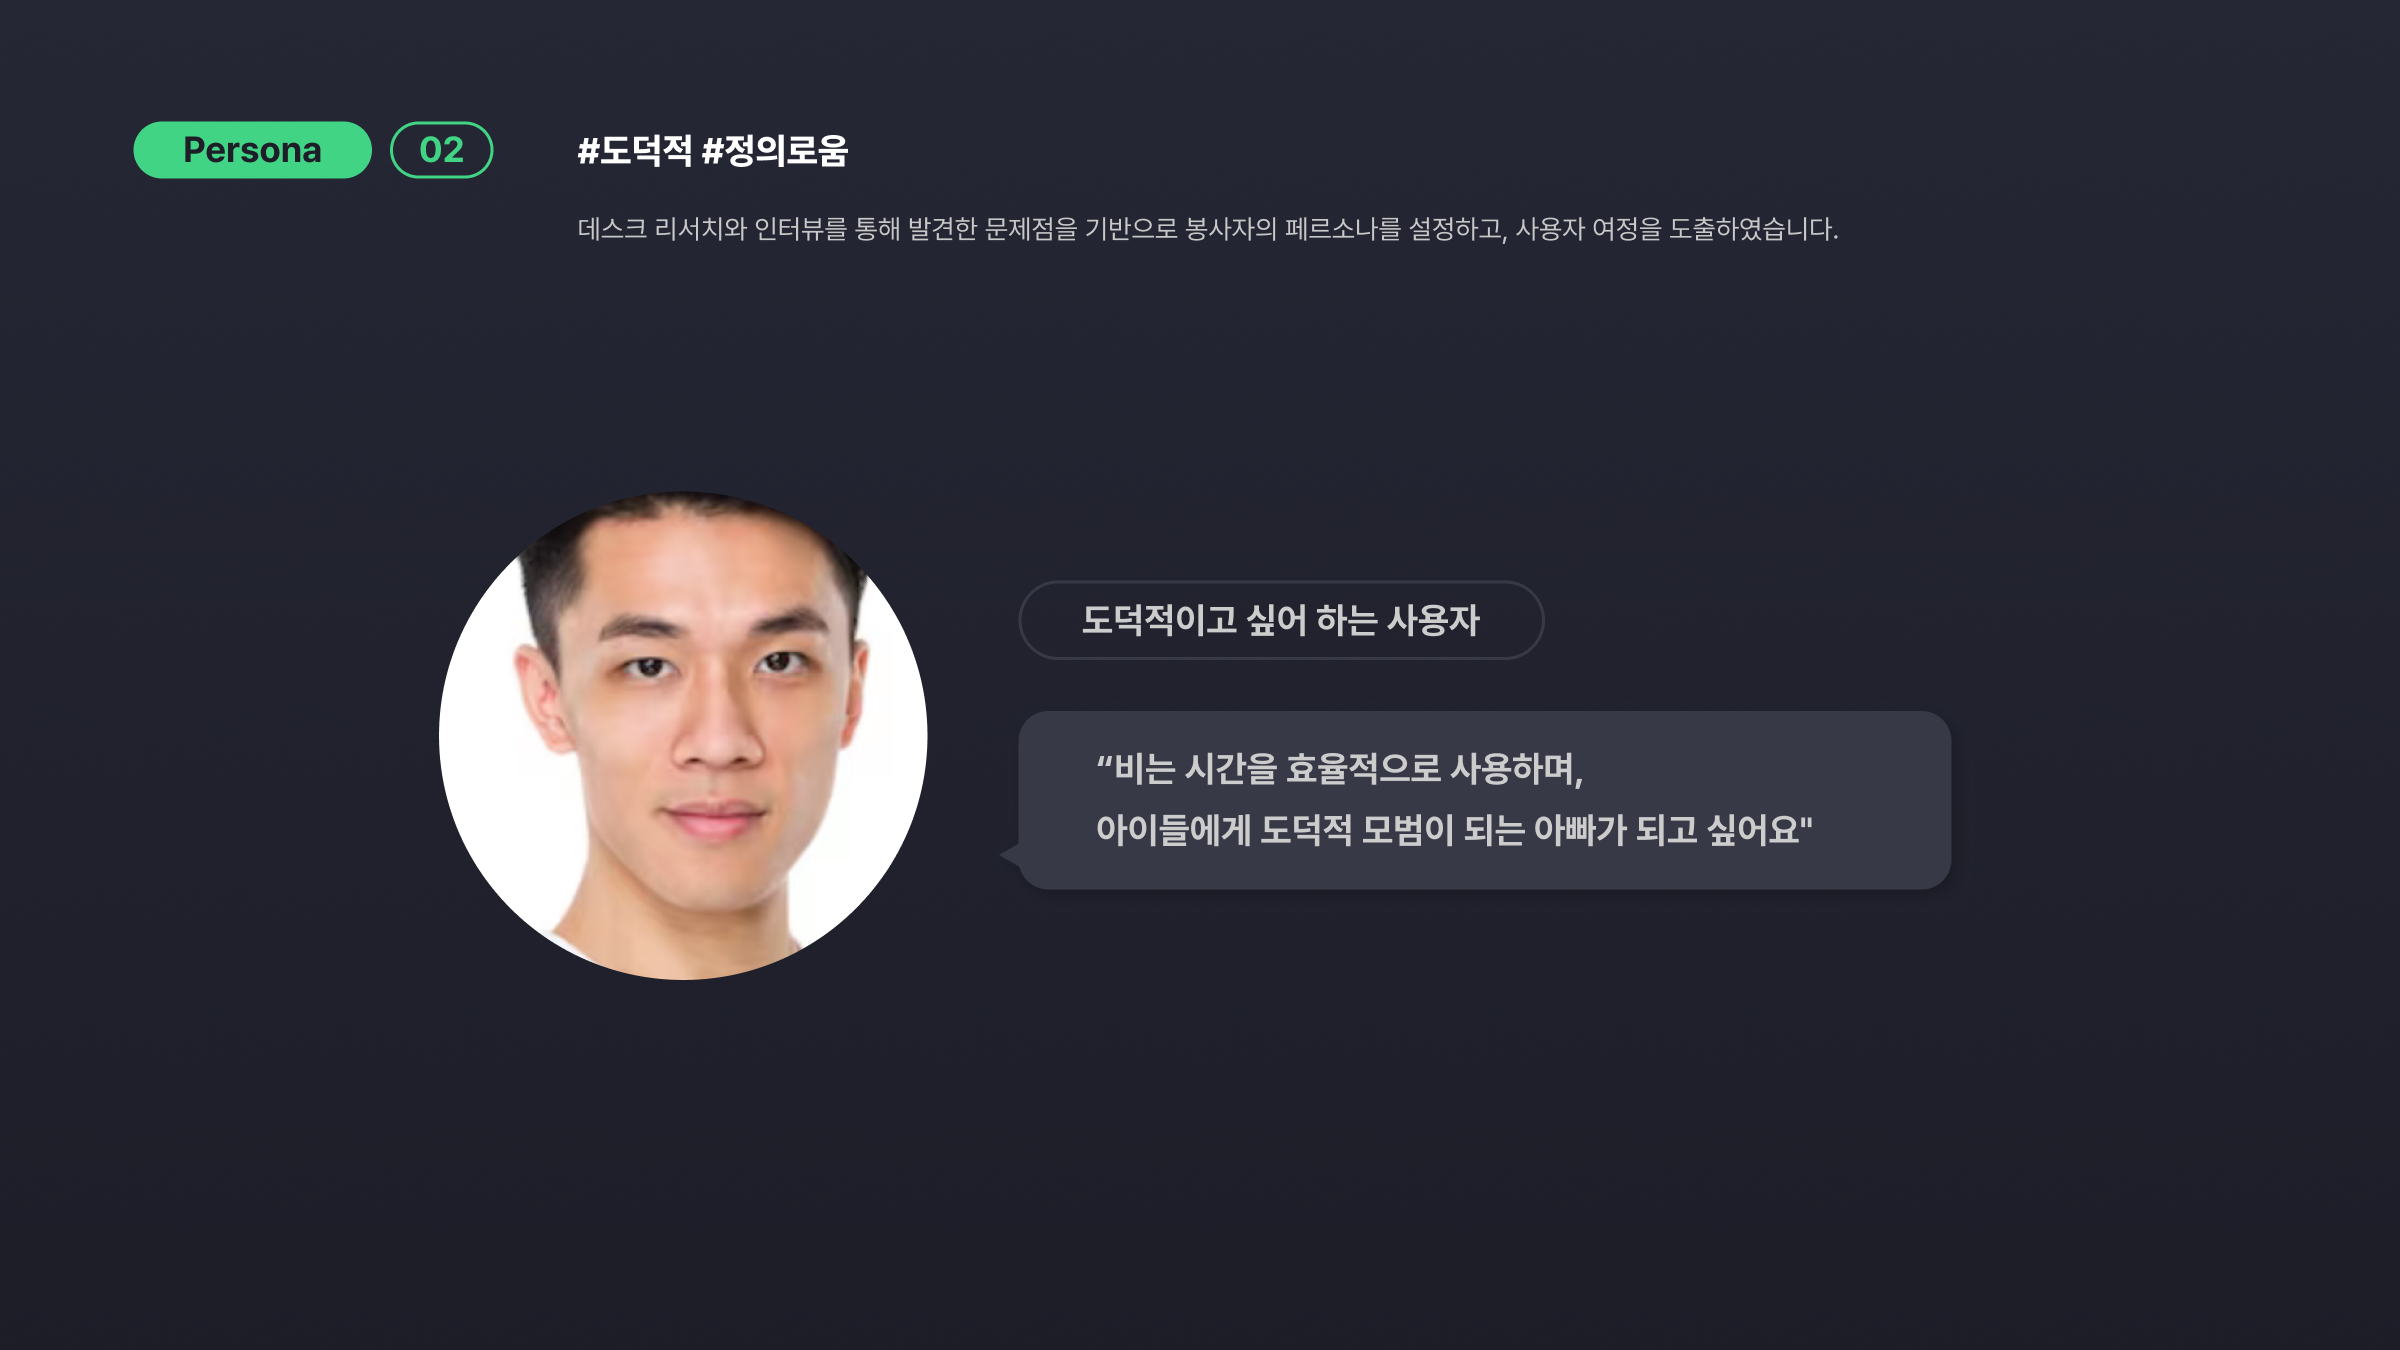 Persona 02 #도덕적 #정의로움
데스크 리서치와 인터뷰를 통해 발견한 문제점을 기반으로 봉사자의 페르소나를 설정하고, 사용자 여정을 도출하였습니다.
도덕적이고 싶어 하는 사용자
“비는 시간을 효율적으로 사용하며,
아이들에게 도덕적 모범이 되는 아빠가 되고 싶어요"